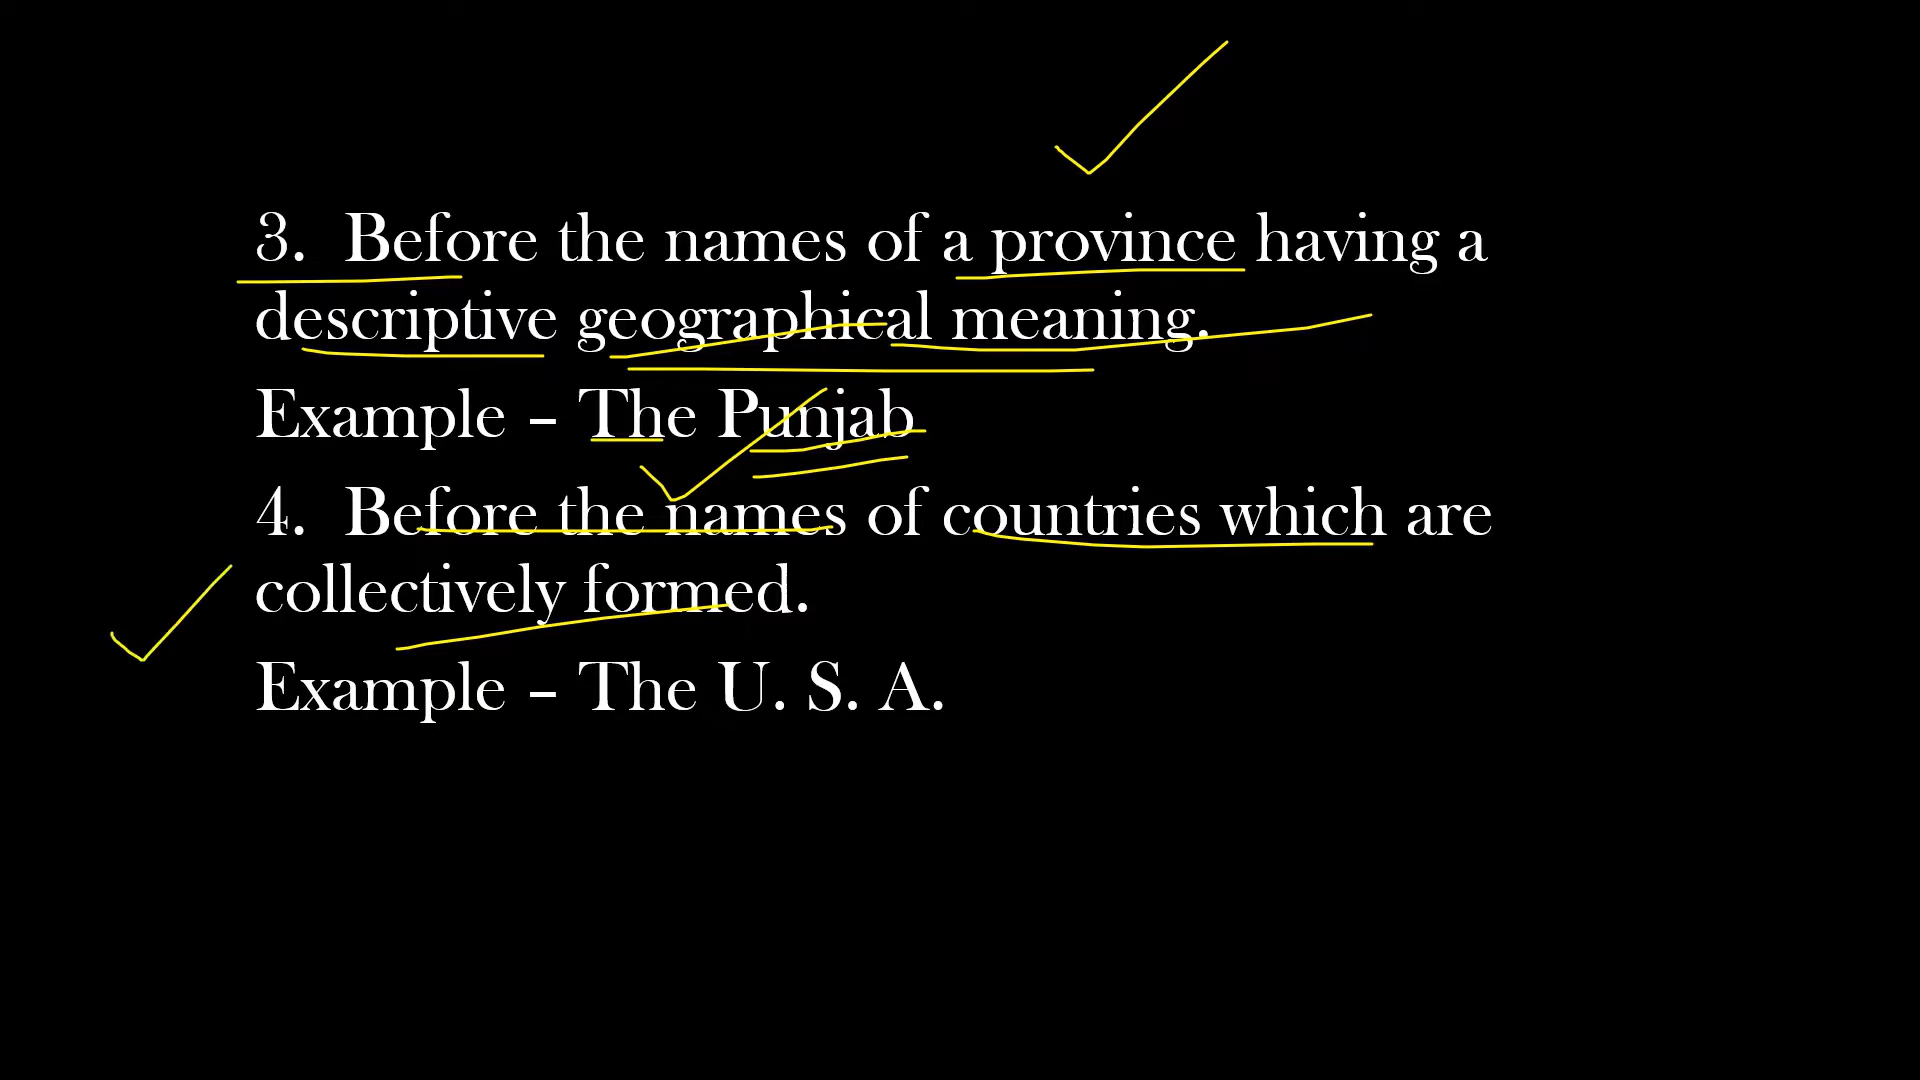 3. Before the names of a province having a
descriptive geographical meaning.
Example – The Punjab
4. Before the names of countries which are
collectively formed.
Example – The U. S. A.